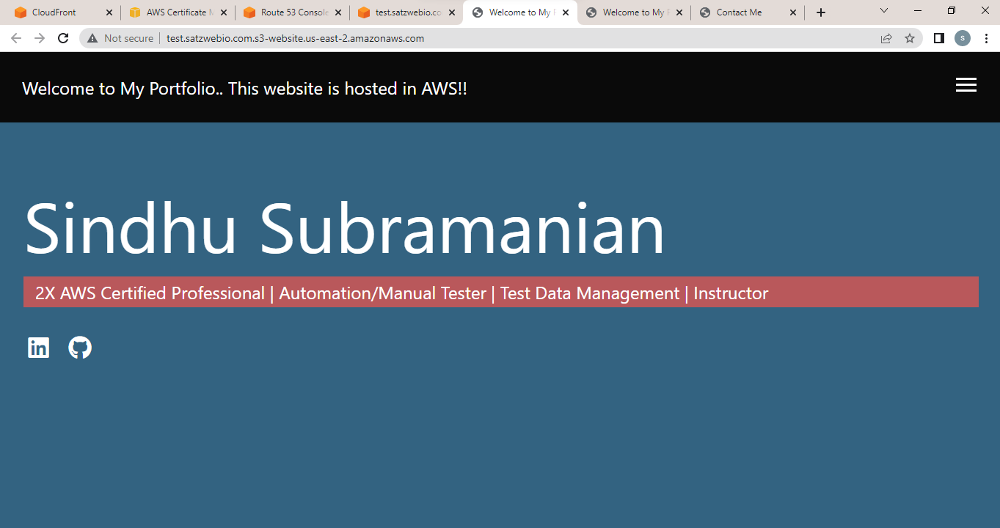 CloudFront
AWS Certificate M
Route 53 Console
test.satzwebio.co
Welcome to My P
Welcome to My P
Contact Me
Not secure
test.satzwebio.com.s3-website.us-east-2.amazonaws.com
s
Welcome to My Portfolio.. This website is hosted in AWS!!
Sindhu Subramanian
2X AWS Certified Professional | Automation/Manual Tester | Test Data Management | Instructor
in